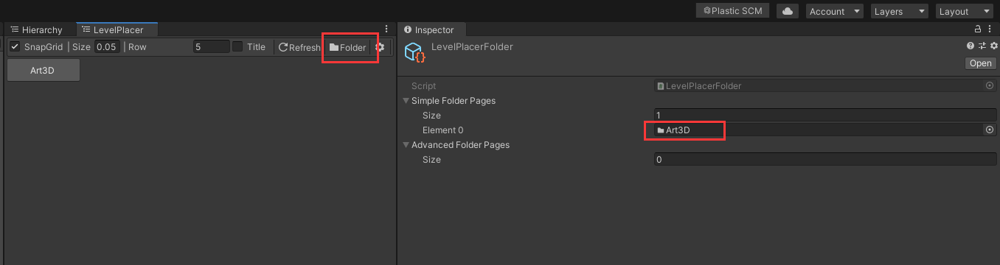 Plastic SCM
Account
Layers
Layout
Hierarchy
LevelPlacer
SnapGrid | Size 0.05 | Row 5 Title Refresh Folder
Art3D
Inspector
LevelPlacerFolder
Open
Script LevelPlacerFolder
Simple Folder Pages
Size 1
Element 0 Art3D
Advanced Folder Pages
Size 0